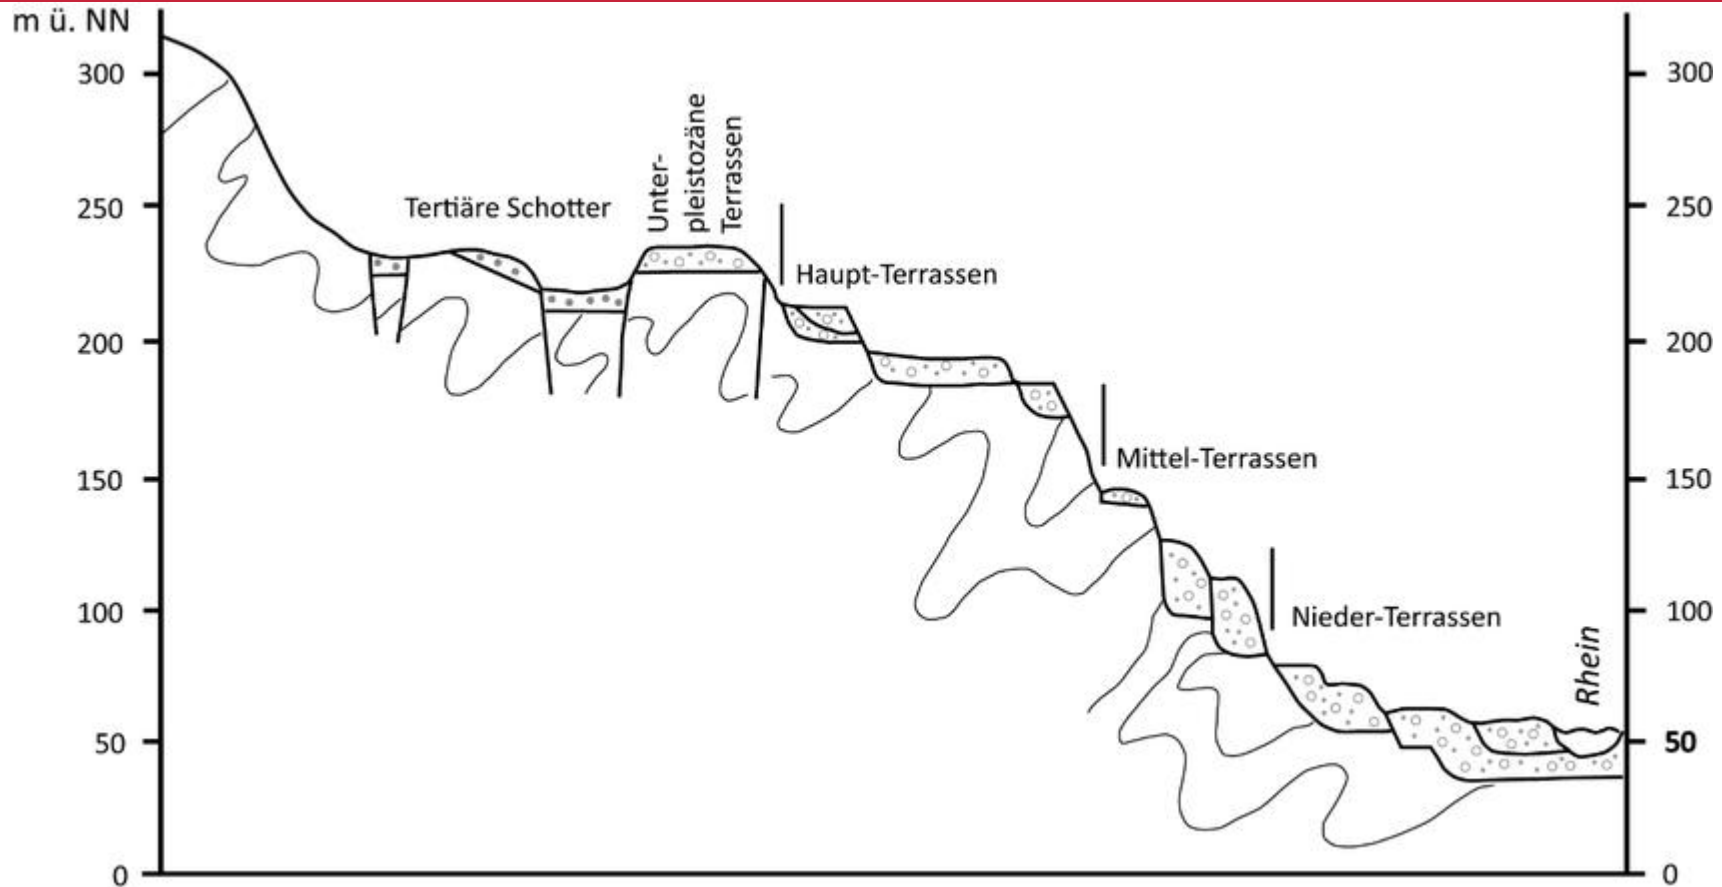 m ü. NN
300
250
200
150
100
50
0
Tertiäre Schotter
Unter-
pleistozäne
Terrassen
Haupt-Terrassen
Mittel-Terrassen
Nieder-Terrassen
Rhein
300
250
200
150
100
50
0